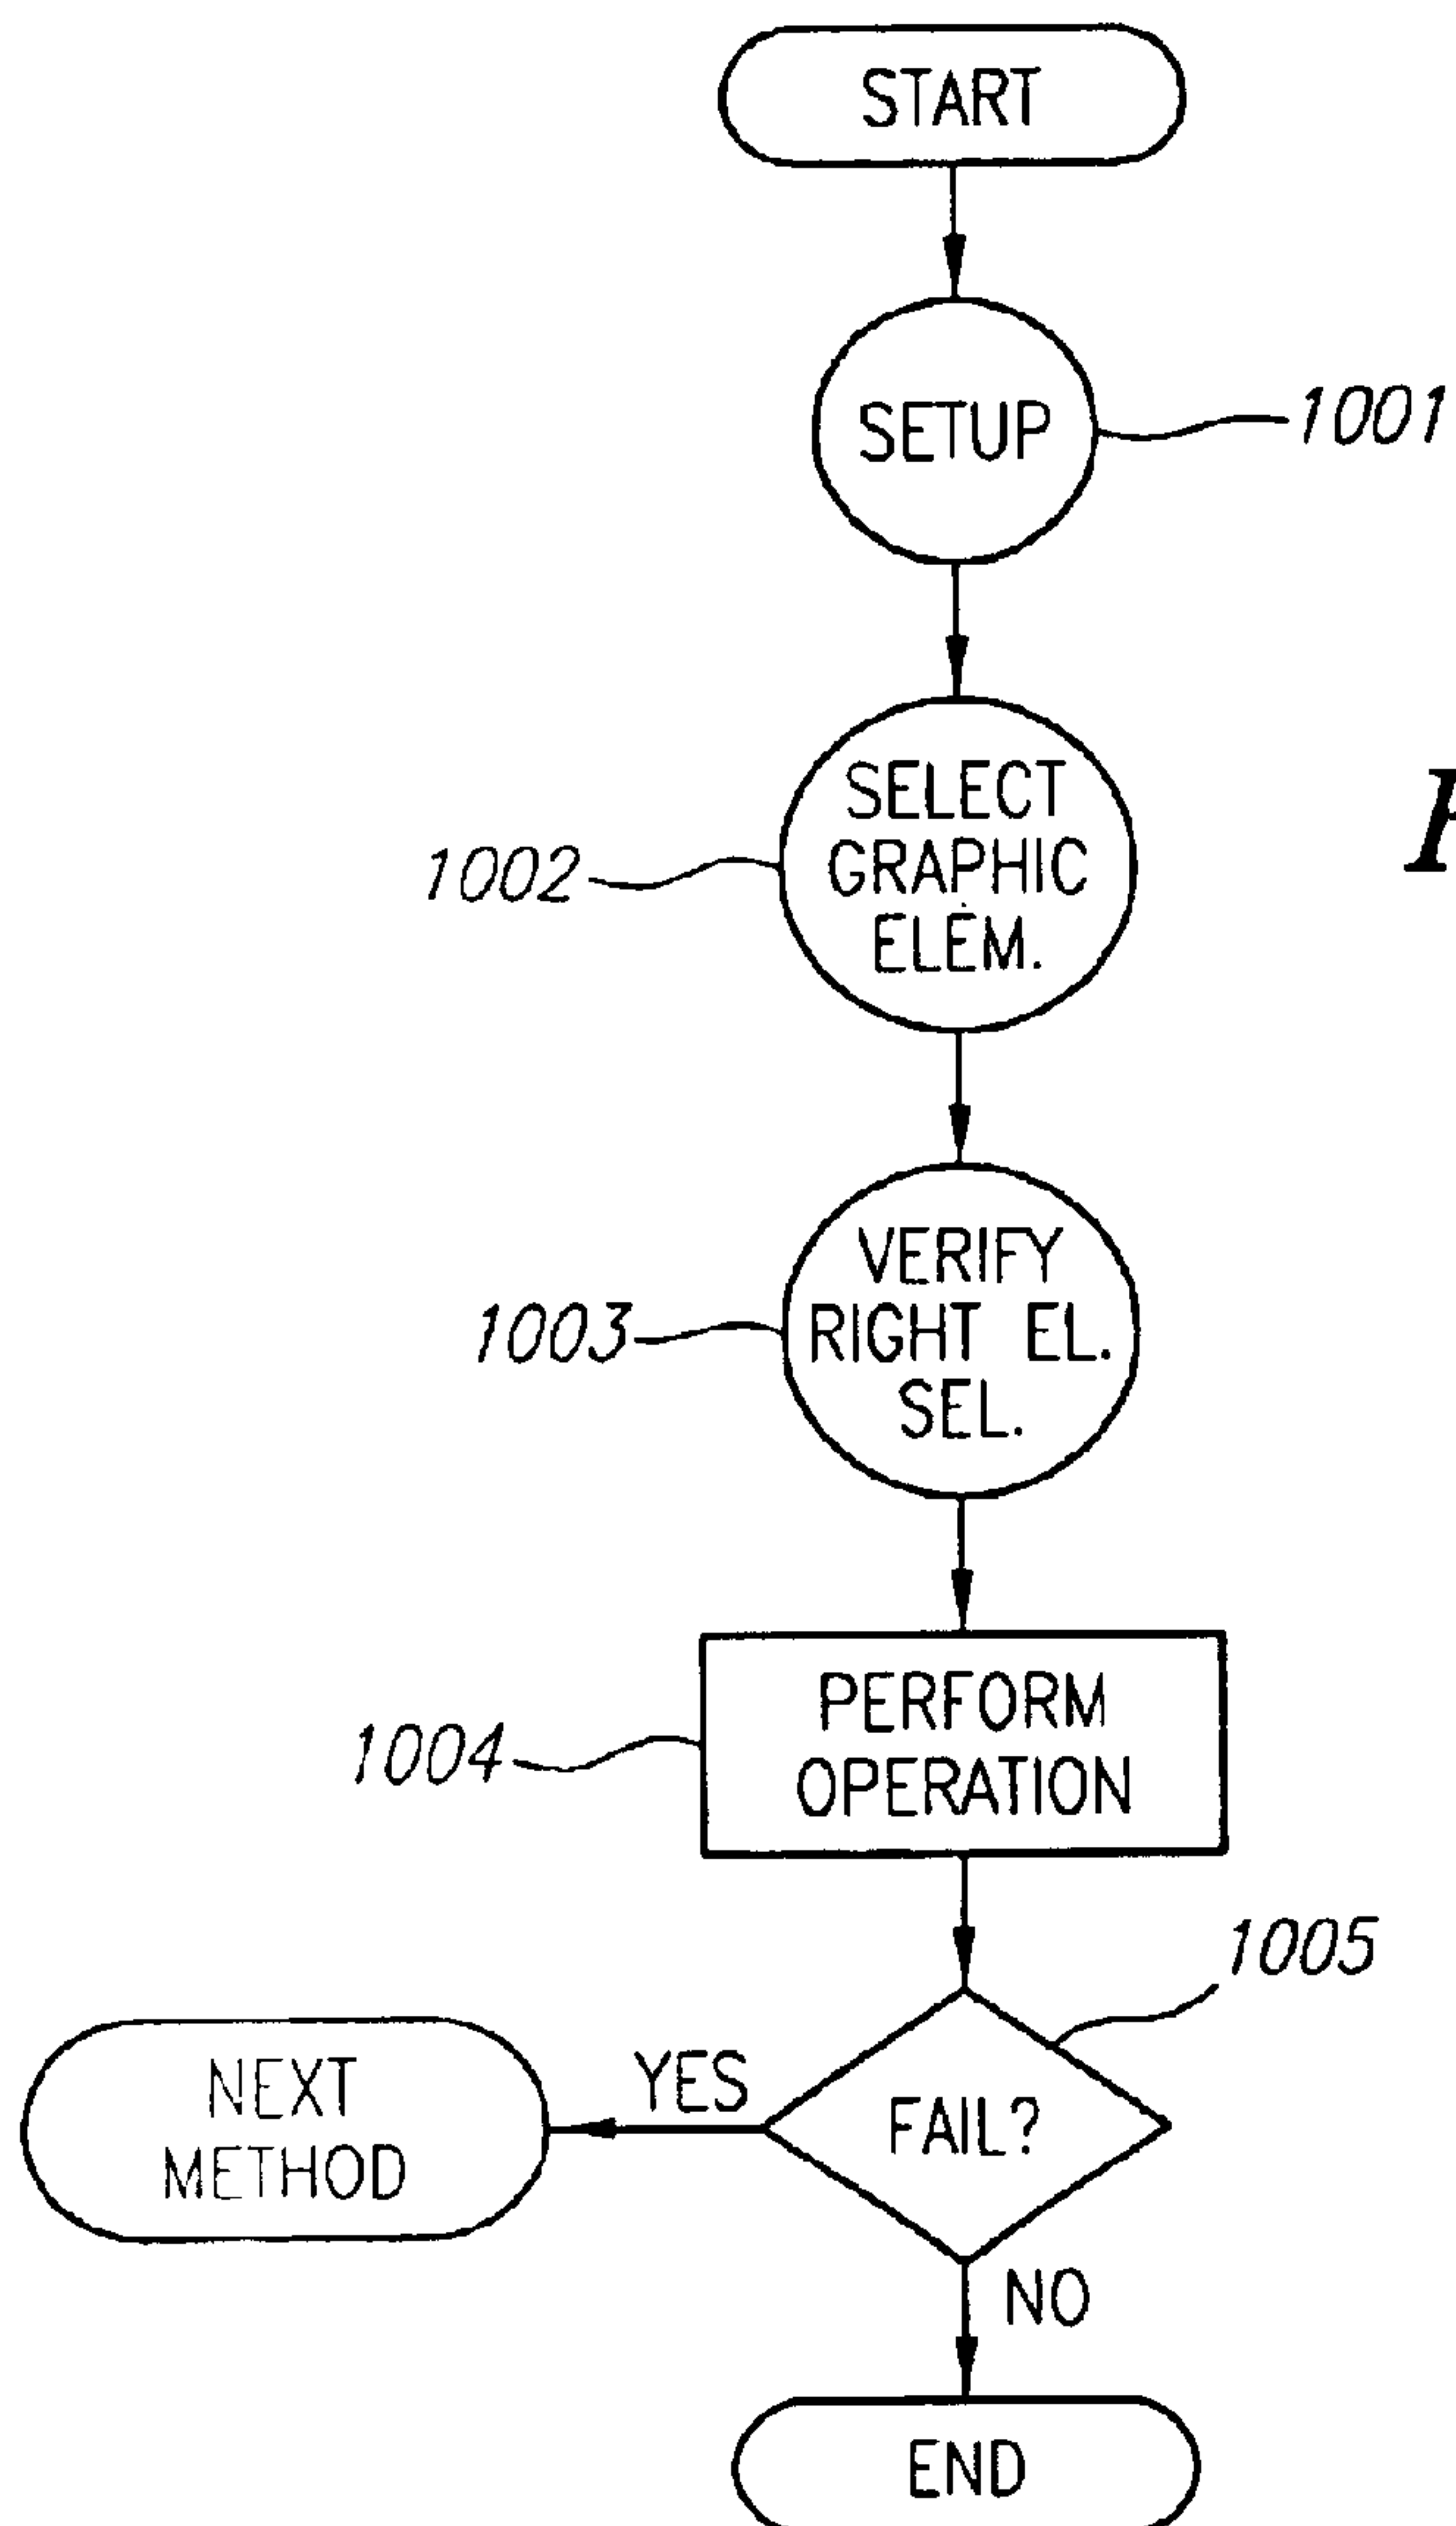 START
SETUP
1001
SELECT
GRAPHIC
ELEM.
1002
VERIFY
RIGHT EL.
SEL.
1003
PERFORM
OPERATION
1004
1005
FAIL?
YES
NEXT
METHOD
NO
END